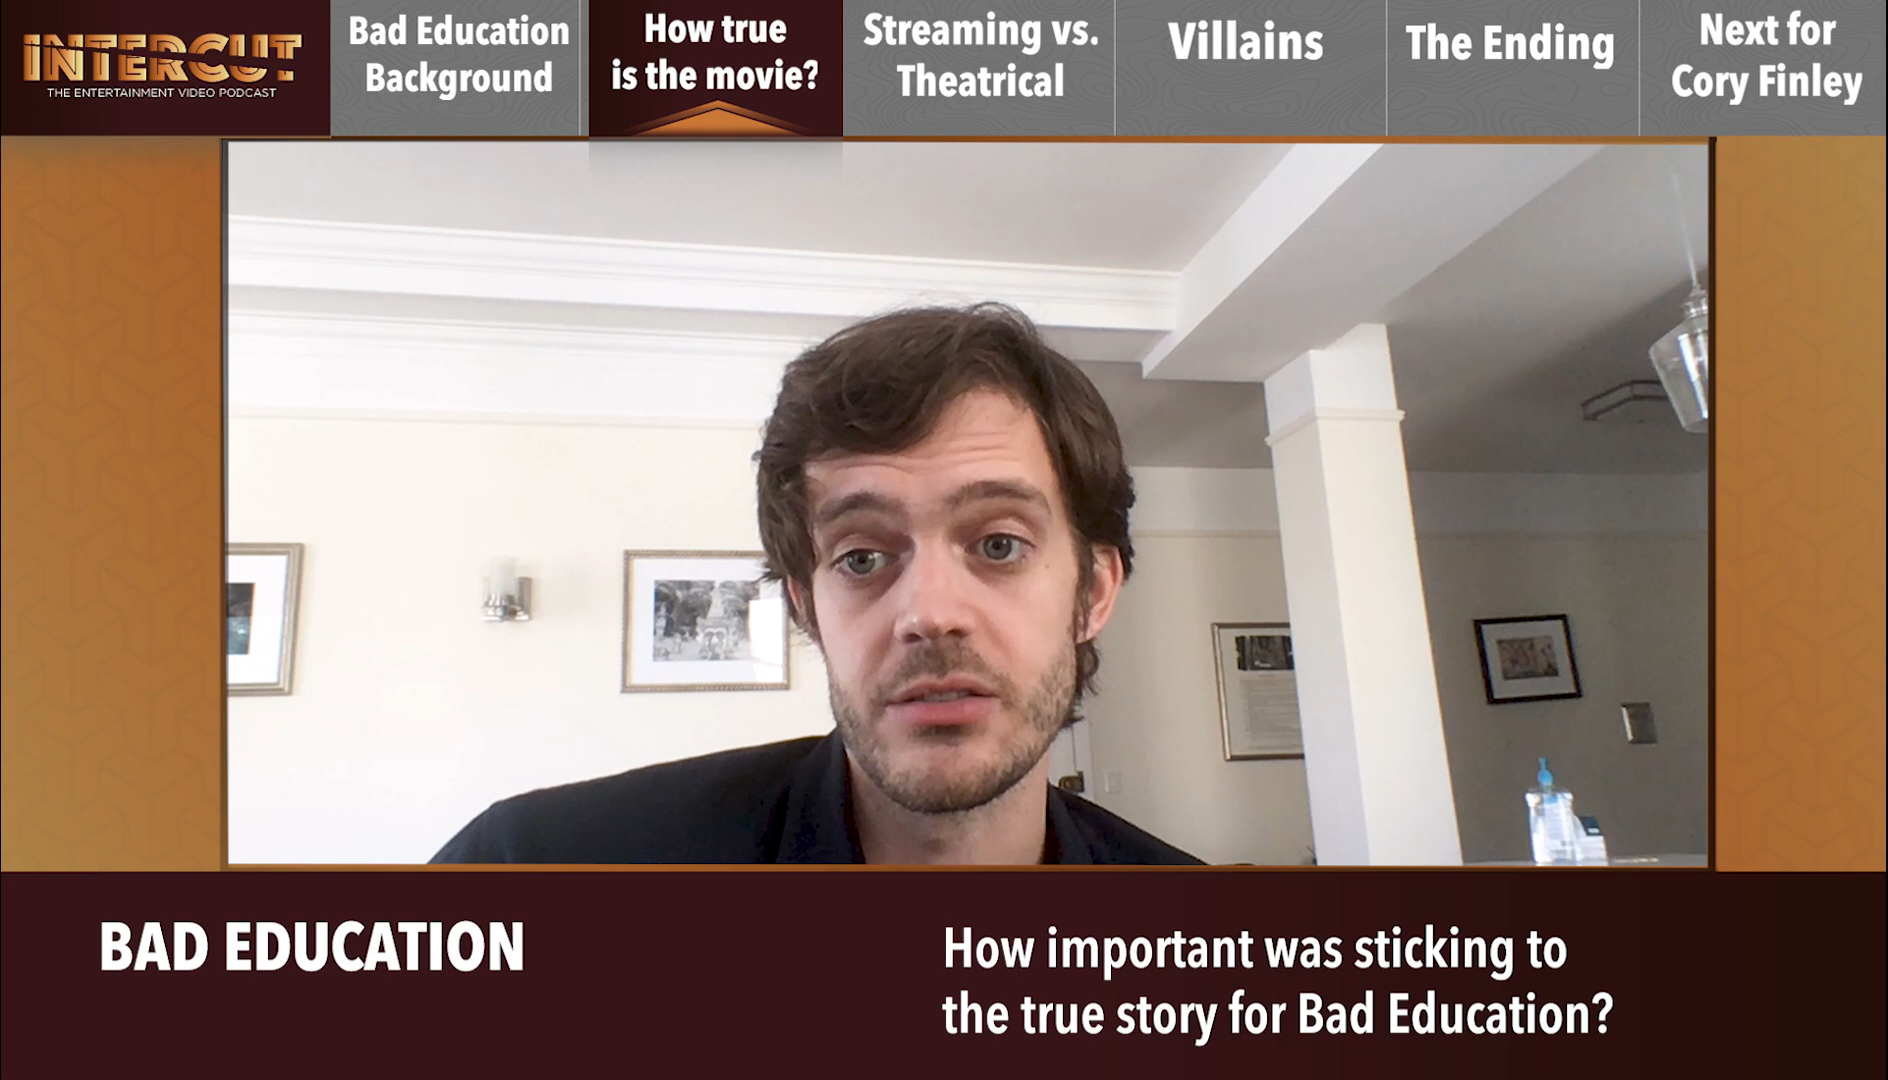 INTERCUT
THE ENTERTAINMENT VIDEO PODCAST
Bad Education
Background
How true
is the movie?
Streaming vs.
Theatrical
Villains
The Ending
Next for
Cory Finley
BAD EDUCATION
How important was sticking to
the true story for Bad Education?